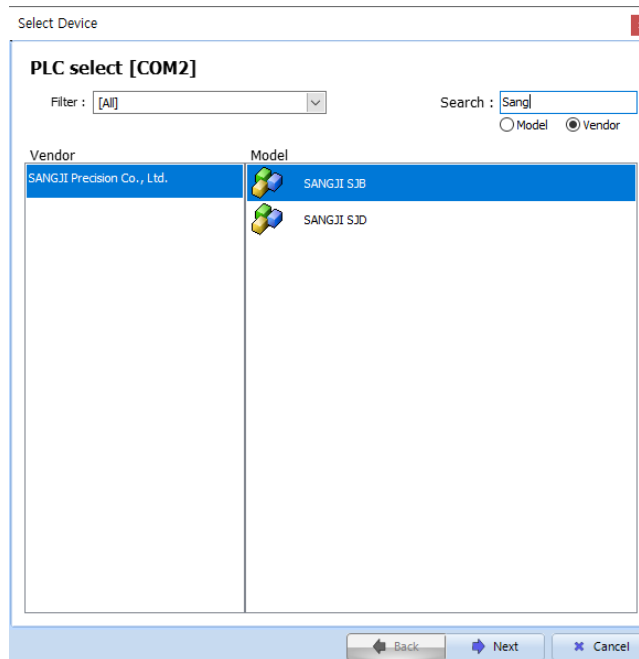 Select Device
PLC select [COM2]
Filter : [All]
Search : Sang
Model Vendor
Vendor Model
SANGJI Precision Co., Ltd.
SANGJI SJB
SANGJI SJD
Back Next Cancel